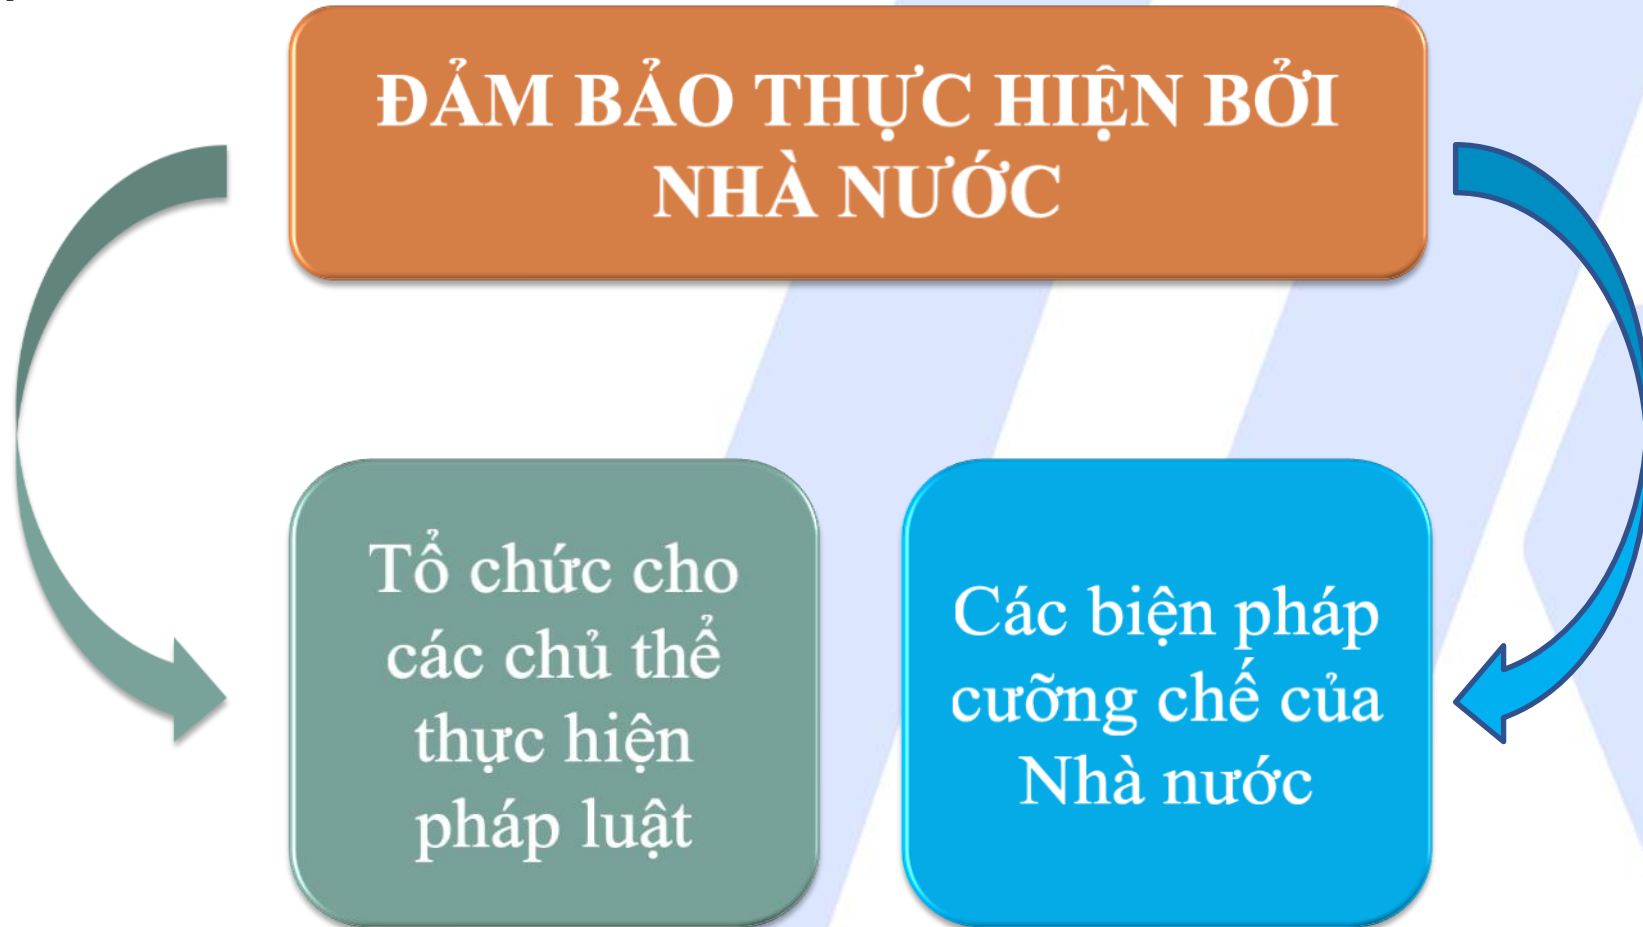 ĐẢM BẢO THỰC HIỆN BỞI
NHÀ NƯỚC
Tổ chức cho
các chủ thể
thực hiện
pháp luật
Các biện pháp
cưỡng chế của
Nhà nước